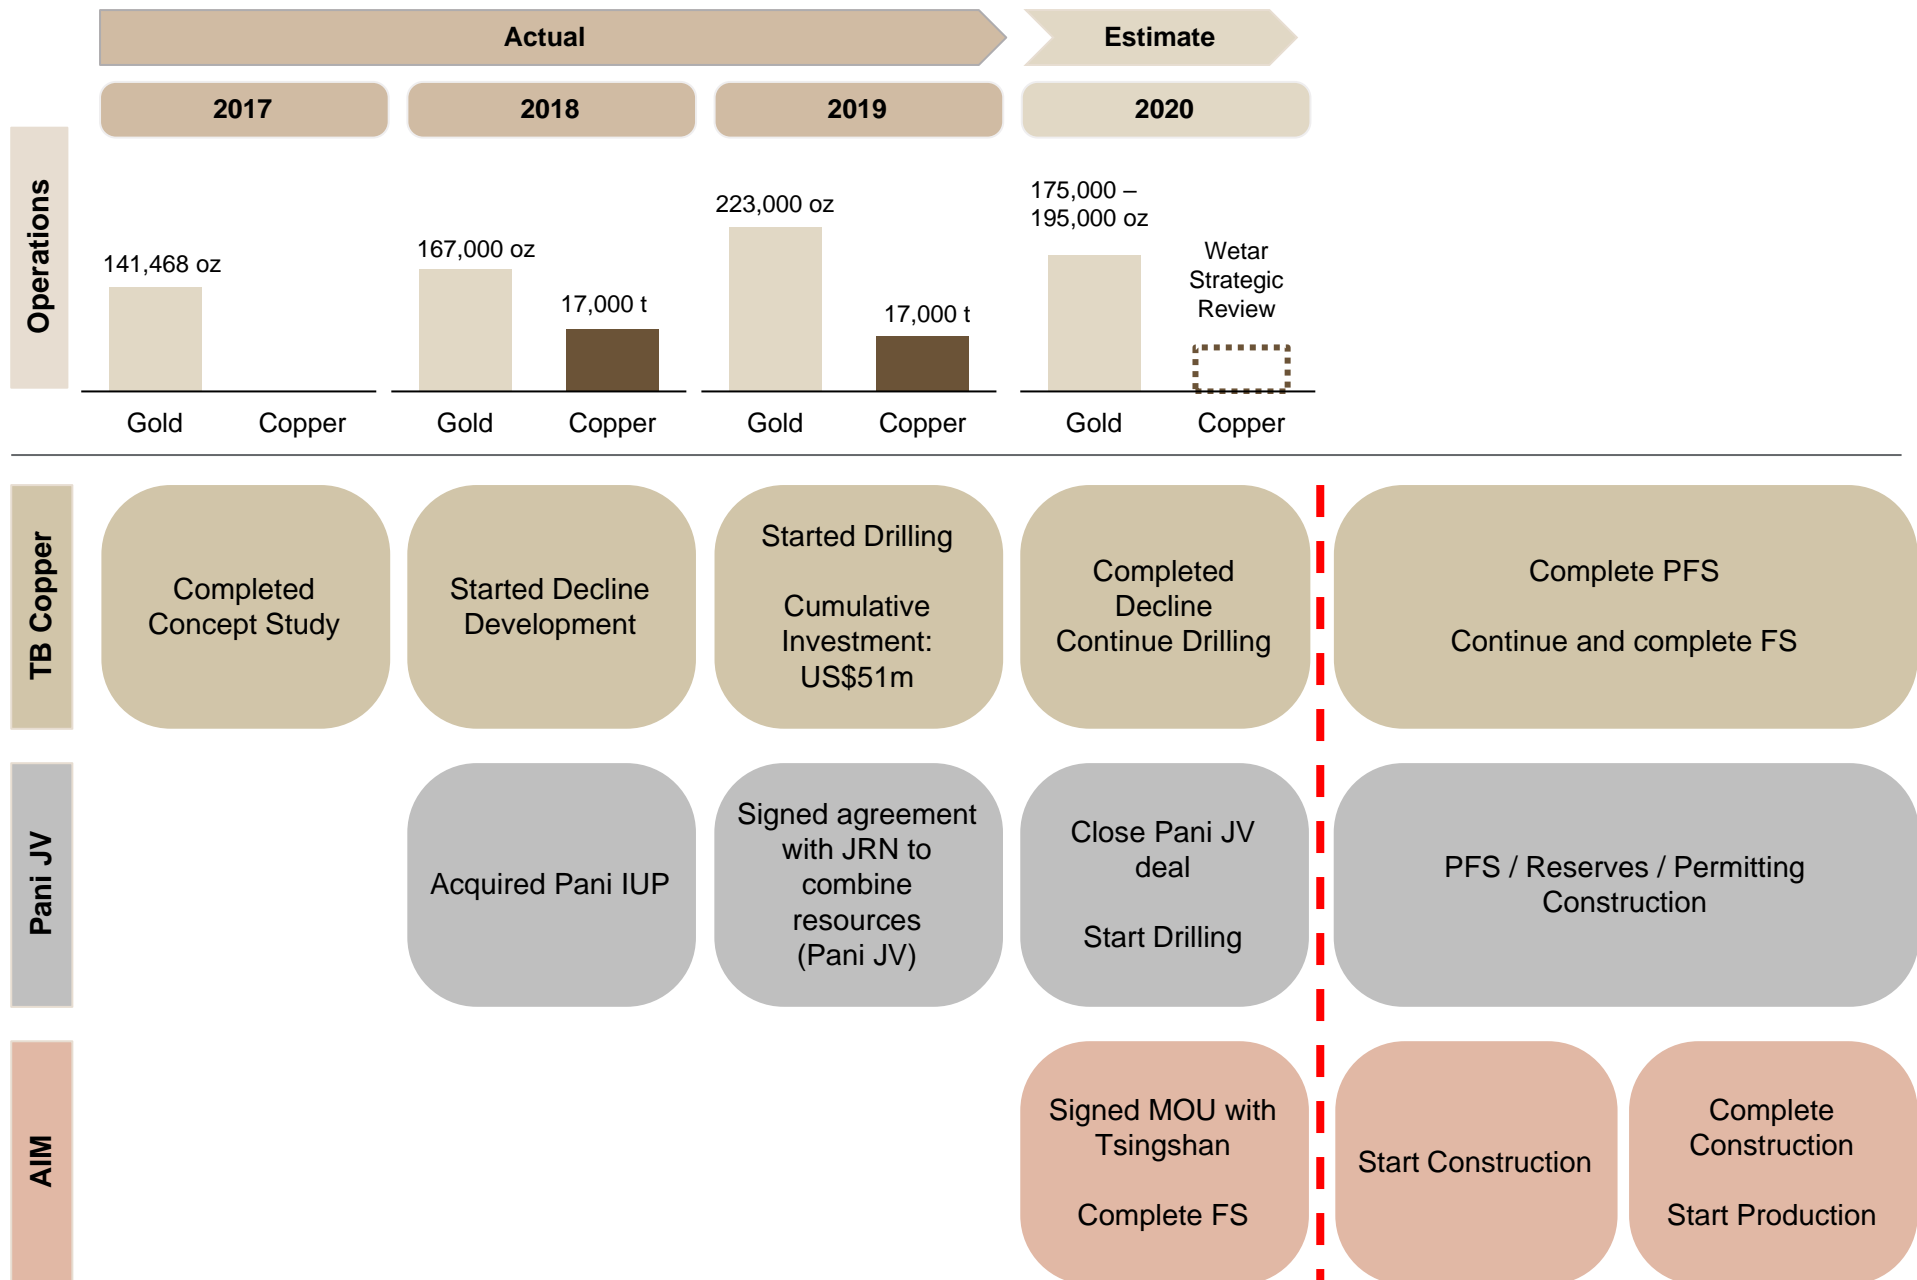 Actual
Estimate
2017
2018
2019
2020
Operations
141,468 oz
167,000 oz
17,000 t
223,000 oz
17,000 t
175,000 –
195,000 oz
Wetar
Strategic
Review
Gold
Copper
Gold
Copper
Gold
Copper
Gold
Copper
TB Copper
Completed
Concept Study
Started Decline
Development
Started Drilling
Cumulative
Investment:
US$51m
Completed
Decline
Continue Drilling
Complete PFS
Continue and complete FS
Pani JV
Acquired Pani IUP
Signed agreement
with JRN to
combine
resources
(Pani JV)
Close Pani JV
deal
Start Drilling
PFS / Reserves / Permitting
Construction
AIM
Signed MOU with
Tsingshan
Complete FS
Start Construction
Complete
Construction
Start Production